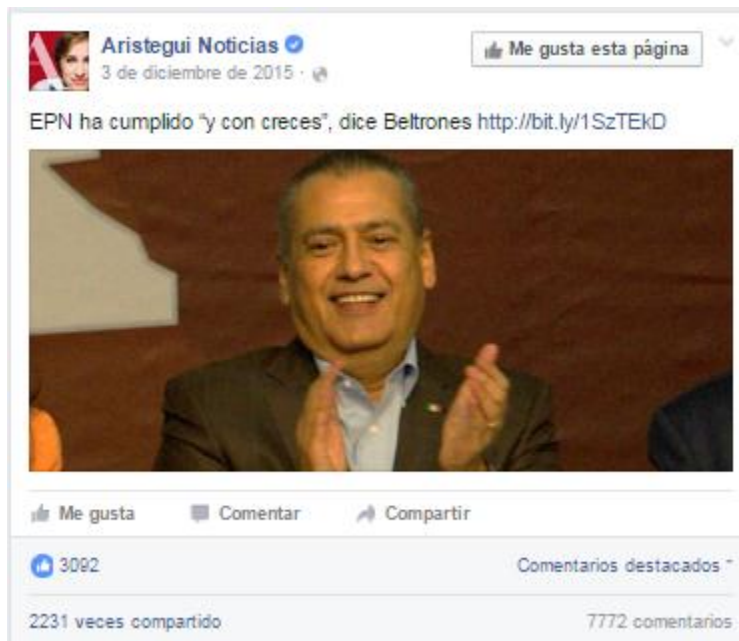 Aristegui Noticias
Me gusta esta página
3 de diciembre de 2015 ·
EPN ha cumplido "y con creces", dice Beltrones http://bit.ly/1SzTEkD
Me gusta Comentar Compartir
3092 Comentarios destacados
2231 veces compartido 7772 comentarios